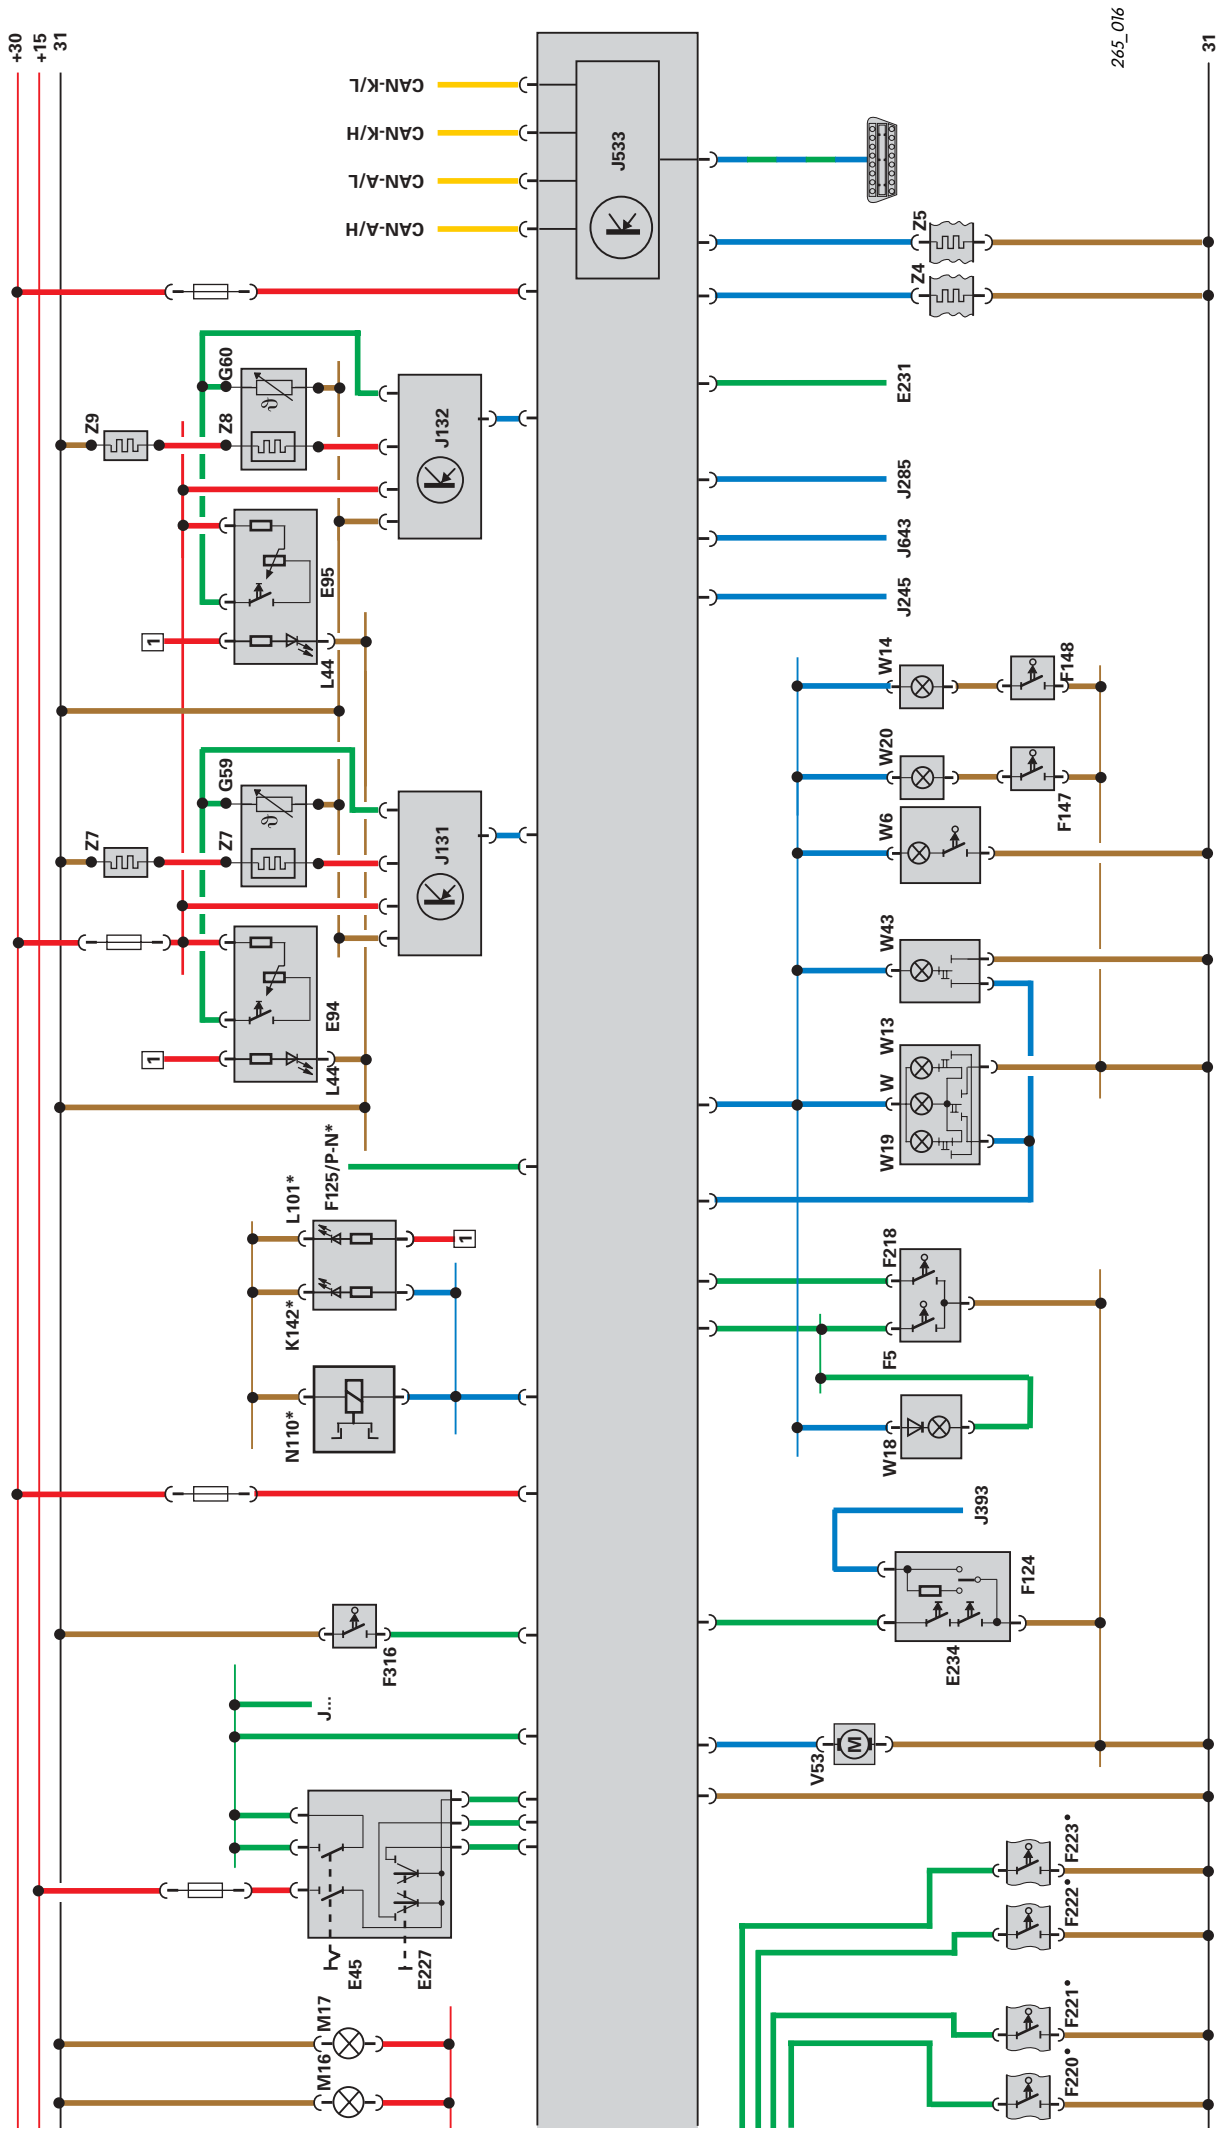 +30
+15
31
CAN-K/L
CAN-K/H
CAN-A/L
CAN-A/H
J533
265_016
31
Z5
Z4
G60
Z9
Z8
J132
E231
J285
J643
J245
E95
1
L44
W14
F148
G59
Z7
Z7
J131
W20
F147
W6
W43
E94
1
L44
W13
W
W19
F125/P-N*
L101*
K142*
1
N110*
F218
F5
W18
J393
F124
E234
F316
J...
V53
M
E45
E227
M17
M16
F223•
F222•
F221•
F220•